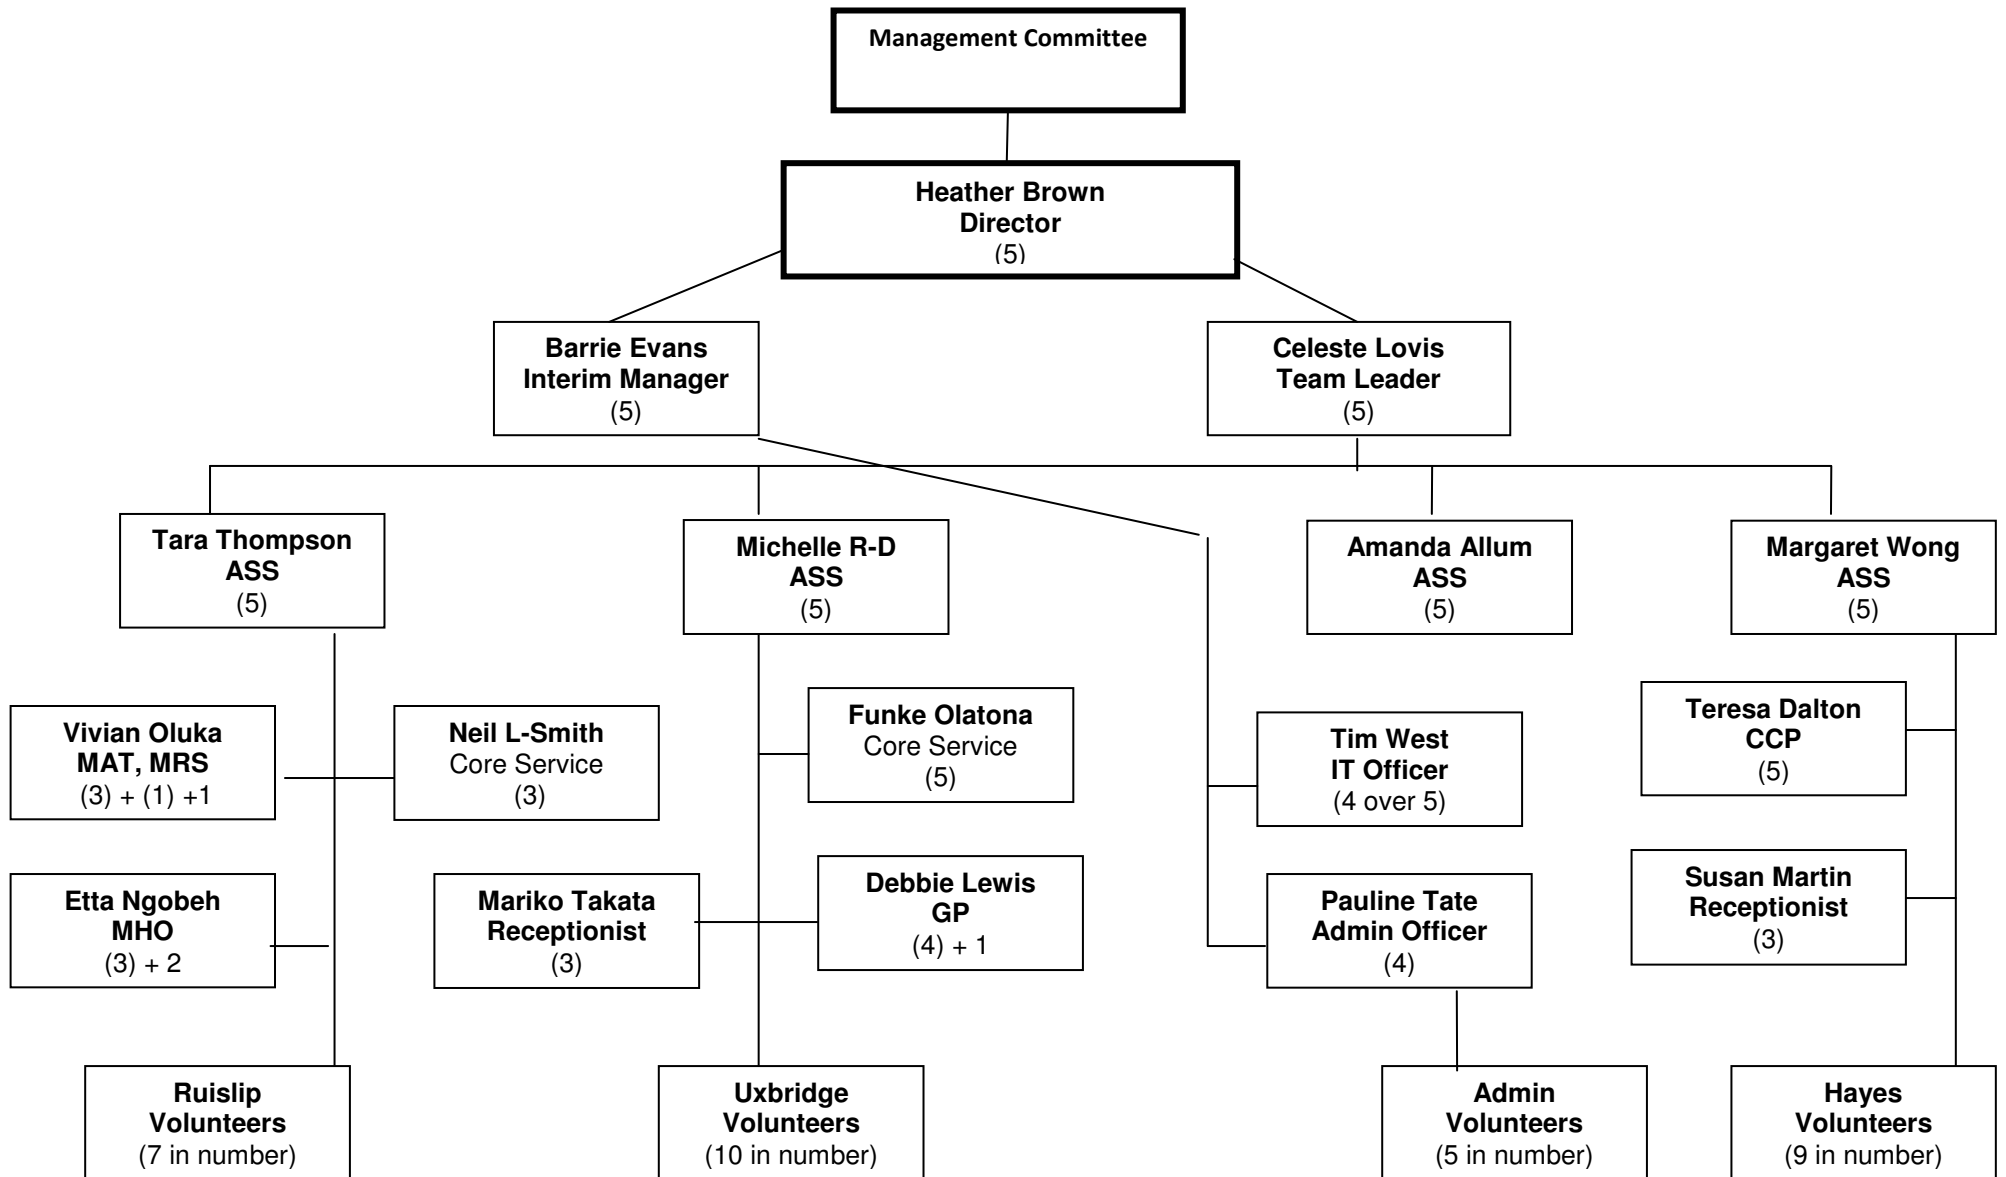 Management Committee
Heather Brown
Director
(5)
Barrie Evans
Interim Manager
(5)
Celeste Lovis
Team Leader
(5)
Tara Thompson
ASS
(5)
Michelle R-D
ASS
(5)
Amanda Allum
ASS
(5)
Margaret Wong
ASS
(5)
Vivian Oluka
MAT, MRS
(3) + (1) +1
Neil L-Smith
Core Service
(3)
Funke Olatona
Core Service
(5)
Tim West
IT Officer
(4 over 5)
Teresa Dalton
CCP
(5)
Etta Ngobeh
MHO
(3) + 2
Mariko Takata
Receptionist
(3)
Debbie Lewis
GP
(4) + 1
Pauline Tate
Admin Officer
(4)
Susan Martin
Receptionist
(3)
Ruislip
Volunteers
(7 in number)
Uxbridge
Volunteers
(10 in number)
Admin
Volunteers
(5 in number)
Hayes
Volunteers
(9 in number)